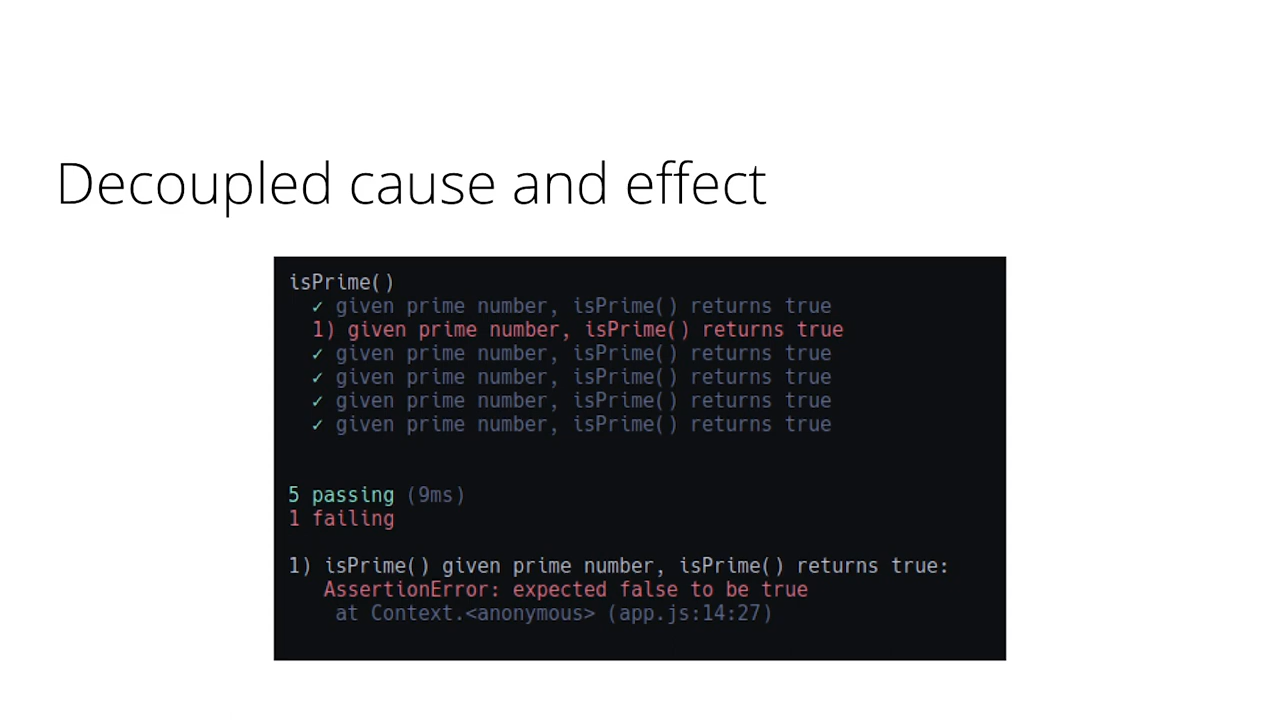 Decoupled cause and effect
isPrime()
✓ given prime number, isPrime() returns true
1) given prime number, isPrime() returns true
✓ given prime number, isPrime() returns true
✓ given prime number, isPrime() returns true
✓ given prime number, isPrime() returns true
✓ given prime number, isPrime() returns true
5 passing (9ms)
1 failing
1) isPrime() given prime number, isPrime() returns true:
AssertionError: expected false to be true
at Context.<anonymous> (app.js:14:27)